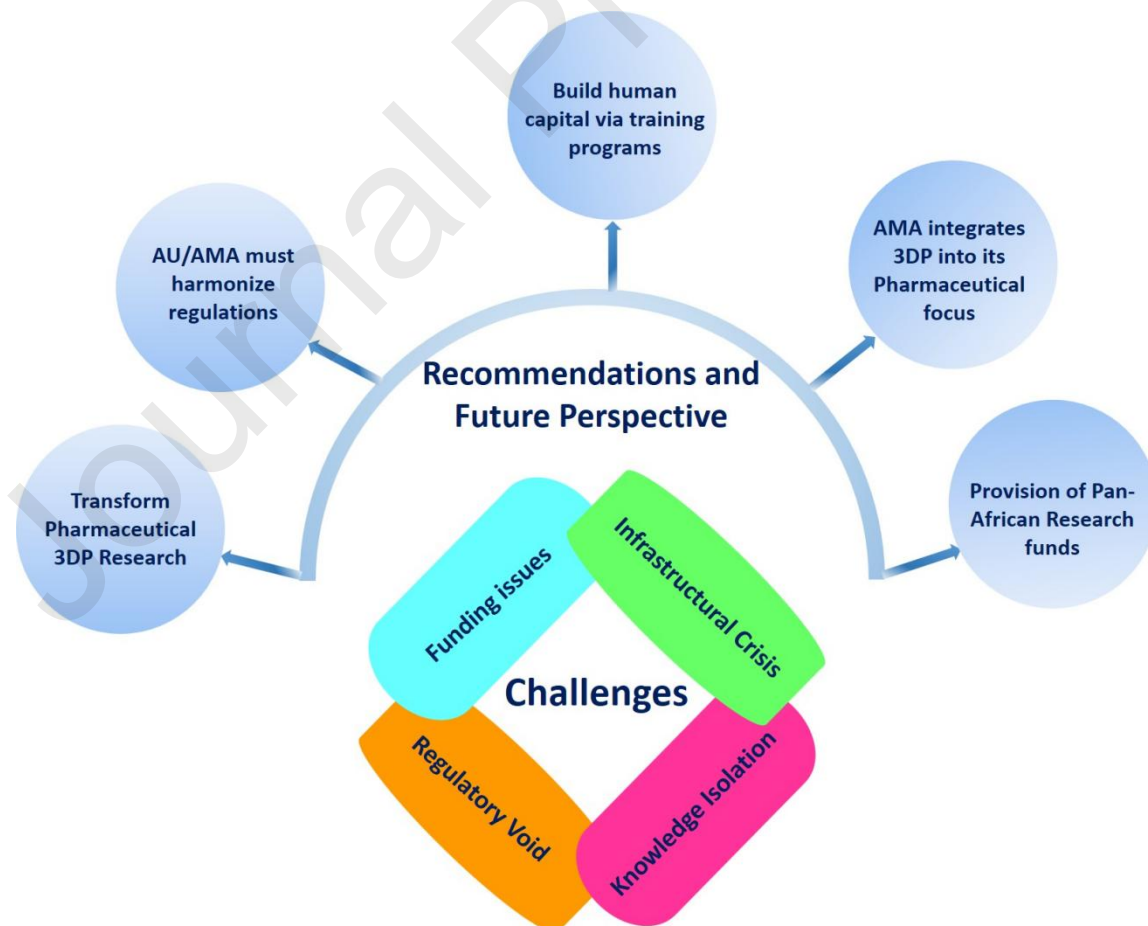 Journal Pr
Build human
capital via training
programs
AU/AMA must
harmonize
regulations
AMA integrates
3DP into its
Pharmaceutical
focus
Recommendations and
Future Perspective
Transform
Pharmaceutical
3DP Research
Provision of Pan-
African Research
funds
Funding issues
Infrastructural Crisis
Challenges
Regulatory Void
Knowledge Isolation